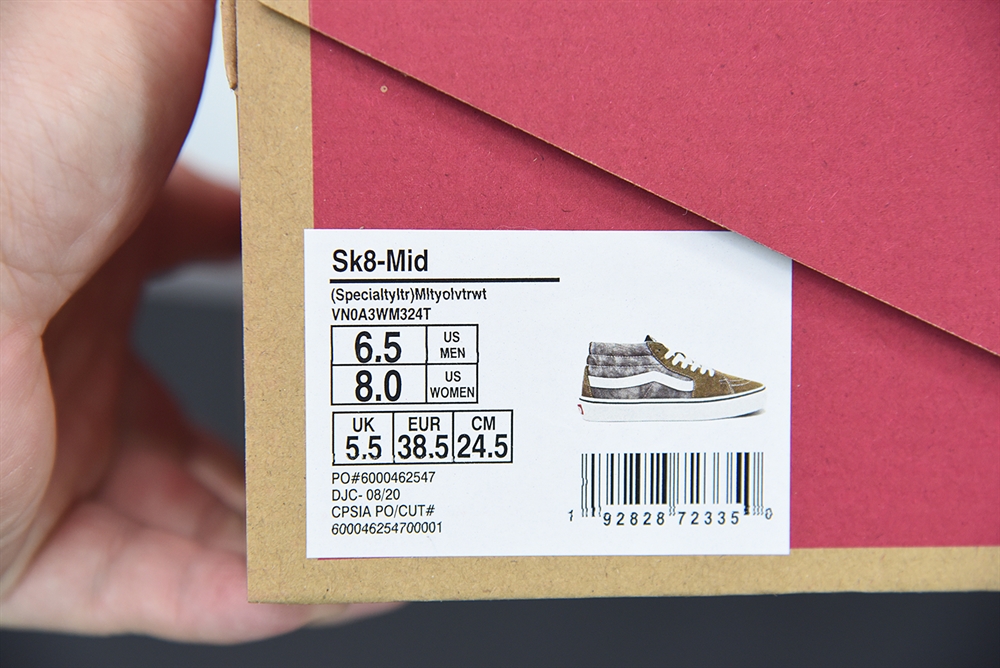 Sk8-Mid
(Specialtyltr)Mltyolvtrwt
VN0A3WM324T
6.5 US MEN
8.0 US WOMEN
UK EUR CM
5.5 38.5 24.5
PO#6000462547
DJC- 08/20
CPSIA PO/CUT#
600046254700001
1 92828 72335 0